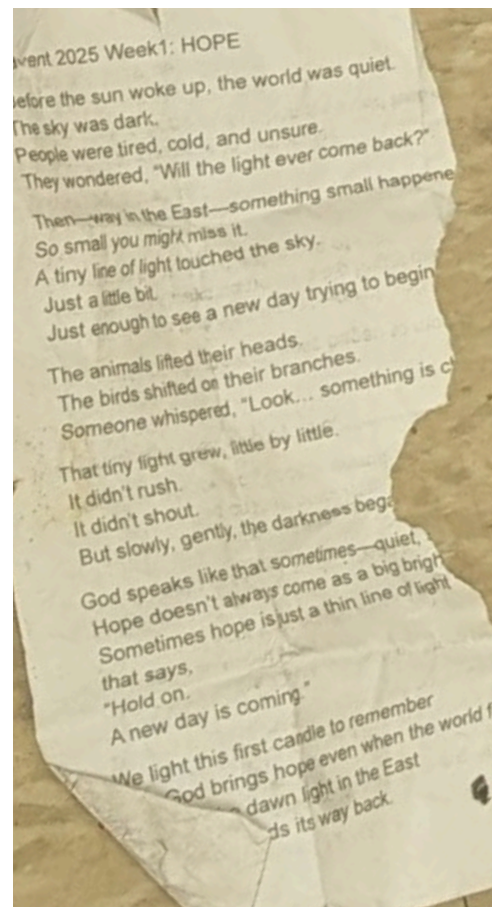 vent 2025 Week1: HOPE
efore the sun woke up, the world was quiet.
The sky was dark.
People were tired, cold, and unsure.
They wondered, "Will the light ever come back?"
Then—way in the East—something small happene
So small you might miss it.
A tiny line of light touched the sky.
Just a little bit.
Just enough to see a new day trying to begin
The animals lifted their heads.
The birds shifted on their branches.
Someone whispered, "Look... something is c
That tiny light grew, little by little.
It didn't rush.
It didn't shout.
But slowly, gently, the darkness bega
God speaks like that sometimes—quiet,
Hope doesn't always come as a big brigh
Sometimes hope is just a thin line of light
that says,
"Hold on.
A new day is coming."
We light this first candle to remember
God brings hope even when the world f
dawn light in the East
ds its way back.